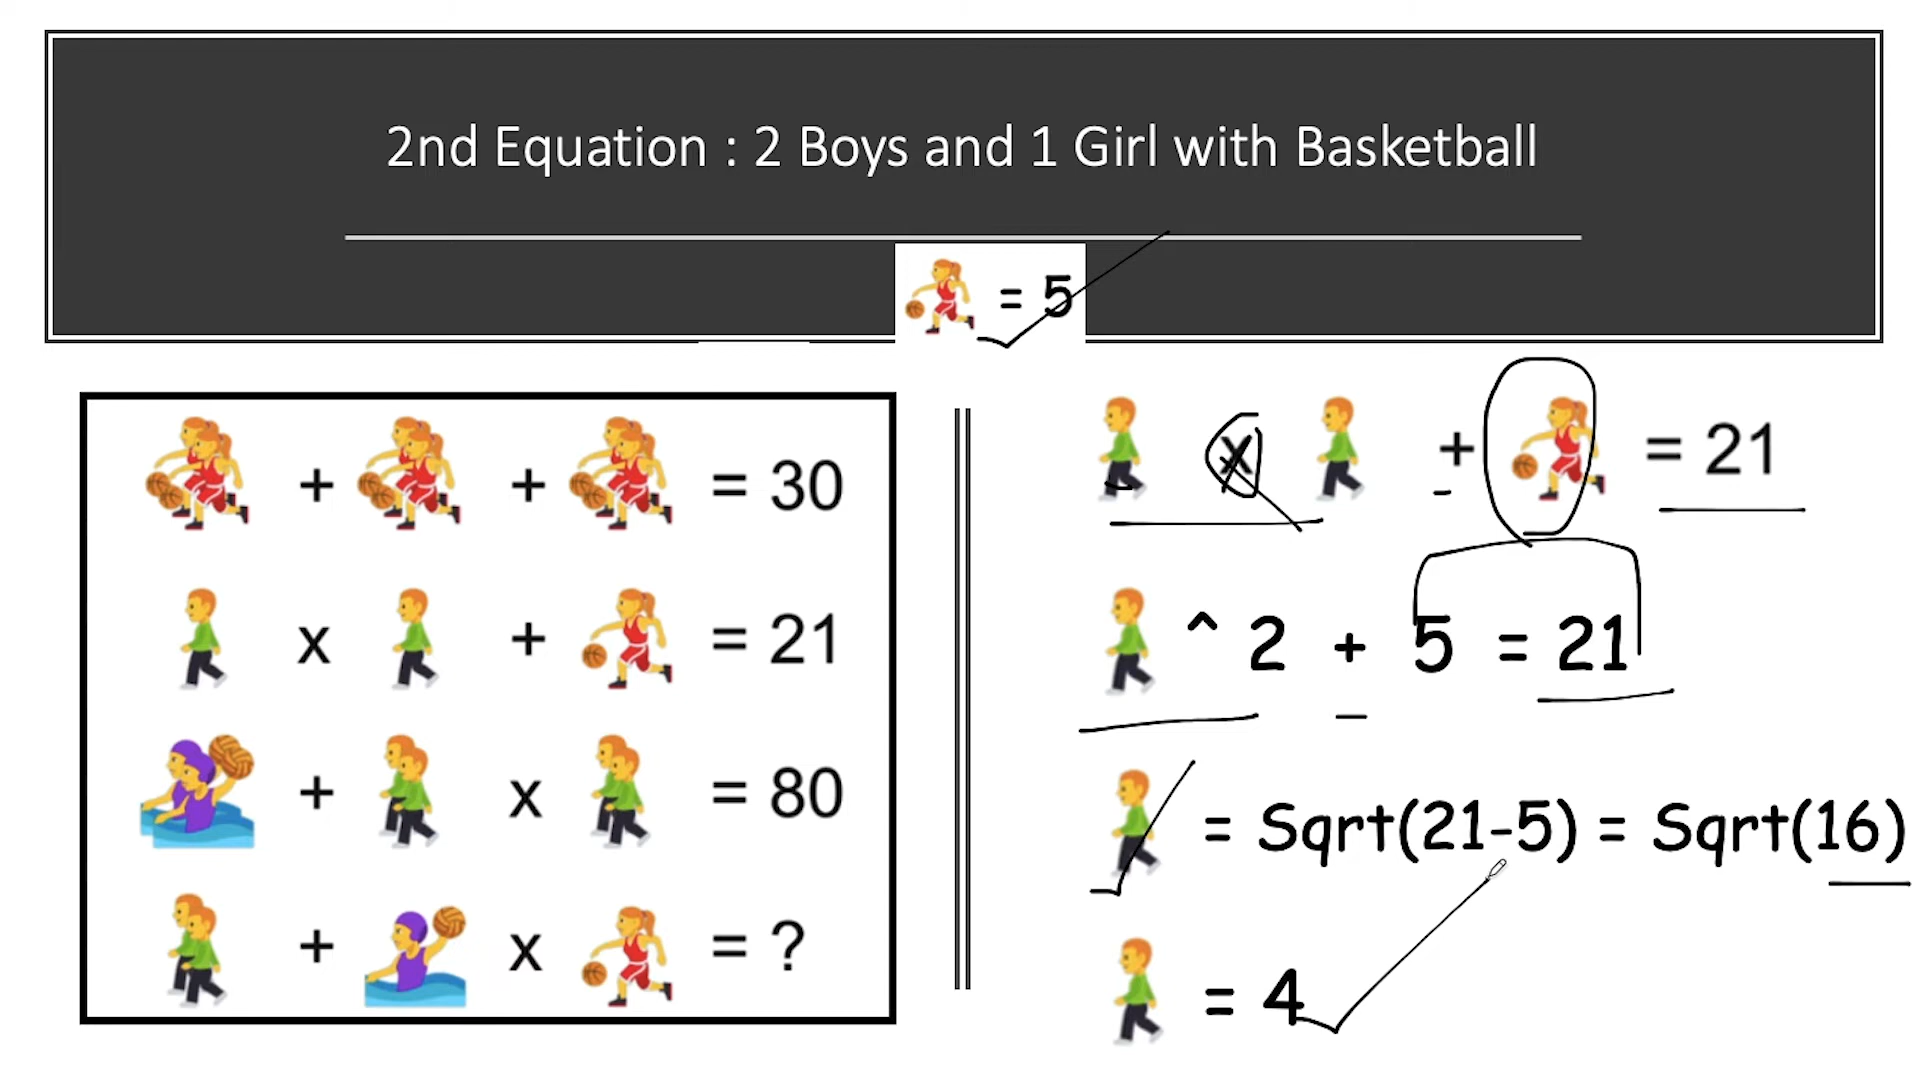 2nd Equation : 2 Boys and 1 Girl with Basketball
= 5
+ + = 30
x + = 21
+ x = 80
+ x = ?
x + = 21
^ 2 + 5 = 21
= Sqrt(21-5) = Sqrt(16)
= 4